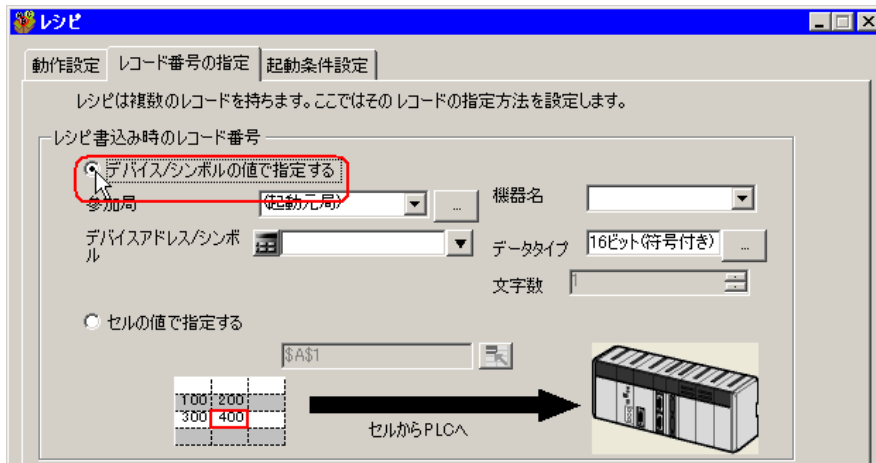 レシピ
動作設定 レコード番号の指定 起動条件設定
レシピは複数のレコードを持ちます。ここではそのレコードの指定方法を設定します。
レシピ書込み時のレコード番号
デバイス/シンボルの値で指定する
参加局 (起動元局) ... 機器名
デバイスアドレス/シンボ
ル
データタイプ 16ビット(符号付き) ...
文字数 1
セルの値で指定する
$A$1
100 200
300 400
セルからPLCへ